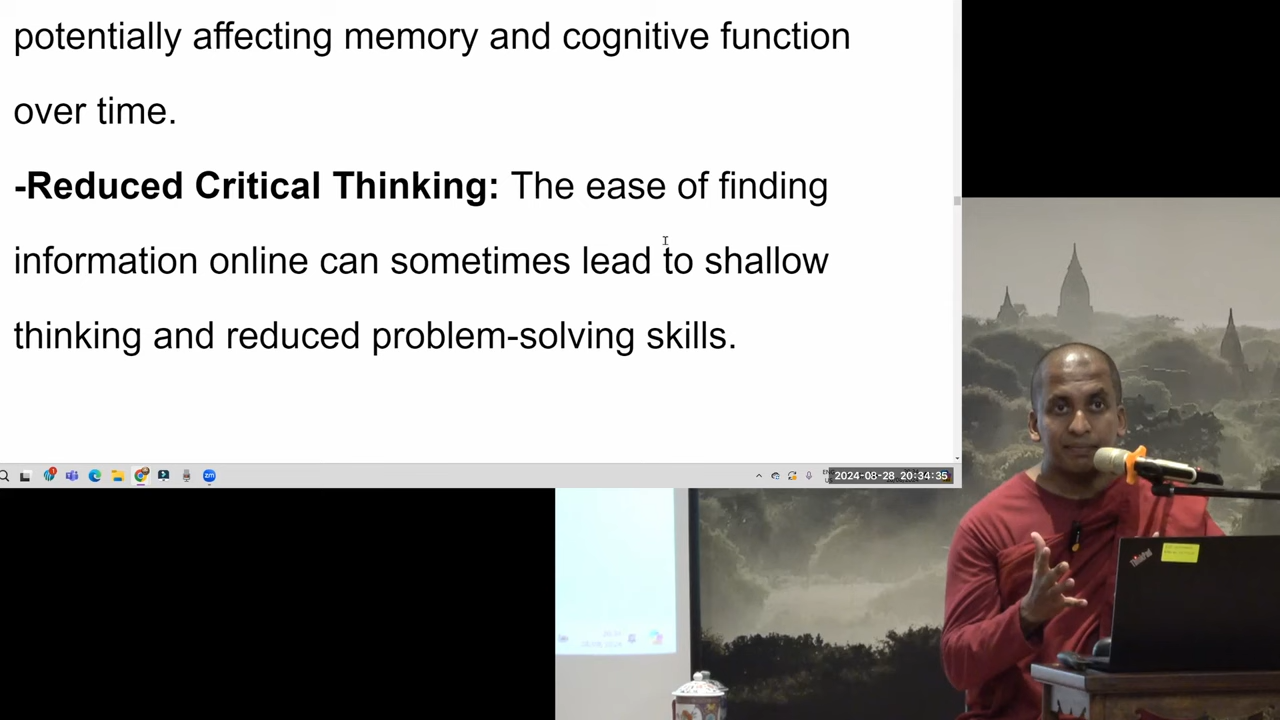 potentially affecting memory and cognitive function
over time.
-Reduced Critical Thinking: The ease of finding
information online can sometimes lead to shallow
thinking and reduced problem-solving skills.
2024-08-28 20:34:35
ThinkPad